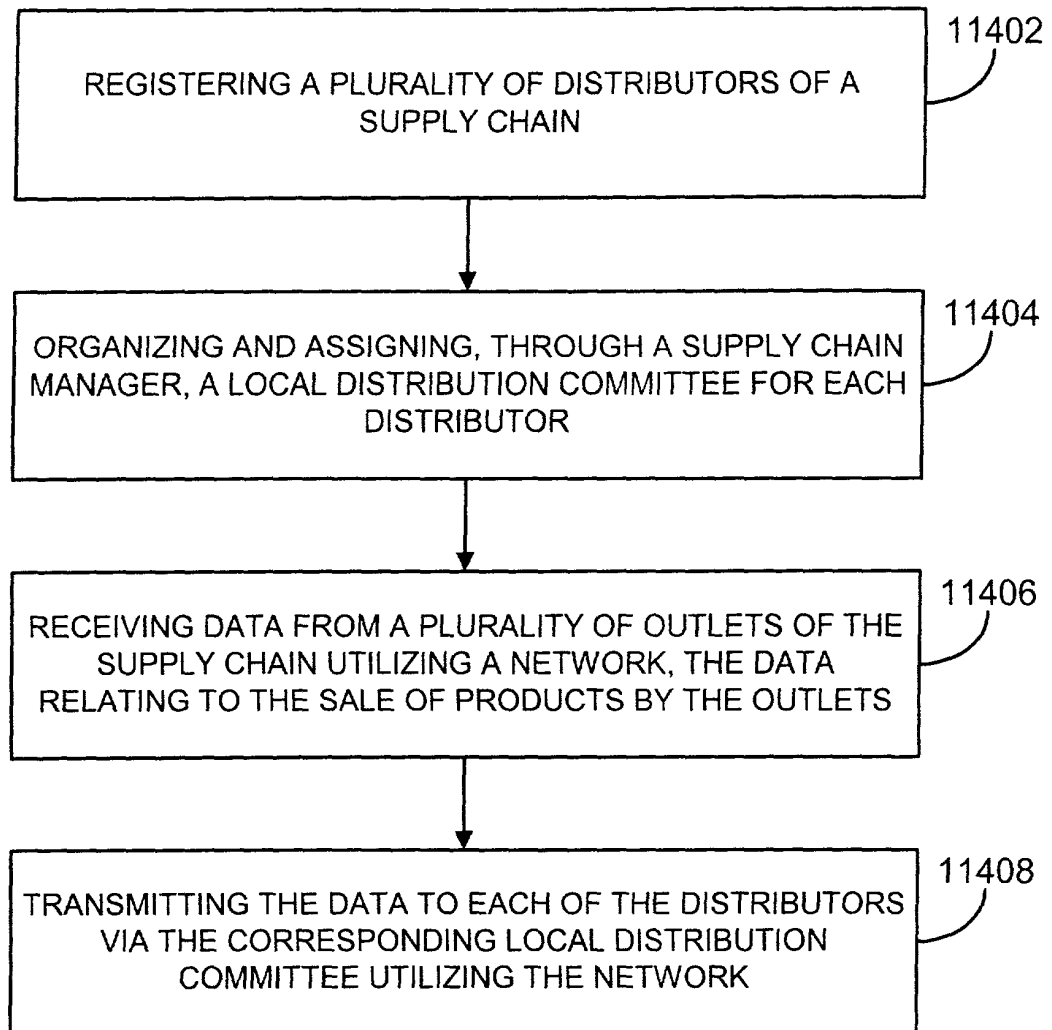 11402
REGISTERING A PLURALITY OF DISTRIBUTORS OF A
SUPPLY CHAIN
11404
ORGANIZING AND ASSIGNING, THROUGH A SUPPLY CHAIN
MANAGER, A LOCAL DISTRIBUTION COMMITTEE FOR EACH
DISTRIBUTOR
11406
RECEIVING DATA FROM A PLURALITY OF OUTLETS OF THE
SUPPLY CHAIN UTILIZING A NETWORK, THE DATA
RELATING TO THE SALE OF PRODUCTS BY THE OUTLETS
11408
TRANSMITTING THE DATA TO EACH OF THE DISTRIBUTORS
VIA THE CORRESPONDING LOCAL DISTRIBUTION
COMMITTEE UTILIZING THE NETWORK